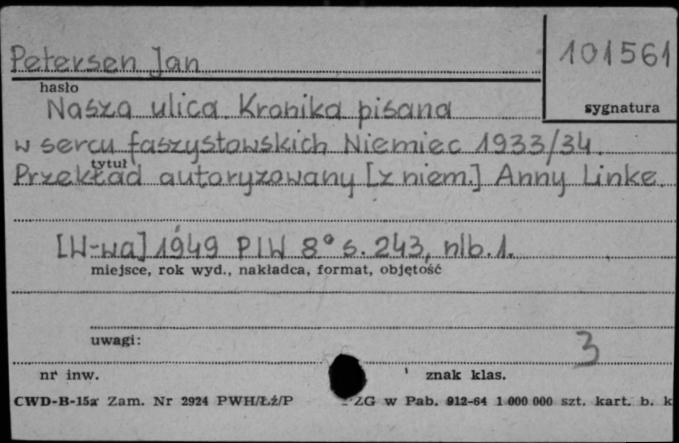 Petersen Jan
101561
hasło
sygnatura
Nasza ulica. Kronika pisana
w sercu faszystowskich Niemiec 1933/34.
tytuł
Przekład autoryzowany [z niem.] Anny Linke.
[W-wa] 1949 PIW 8° s. 243, nlb. 1.
miejsce, rok wyd., nakładca, format, objętość
uwagi:
3
nr inw.
znak klas.
CWD-B-15a Zam. Nr 2924 PWH/Łź/P ZG w Pab. 912-64 1 000 000 szt. kart. b. k